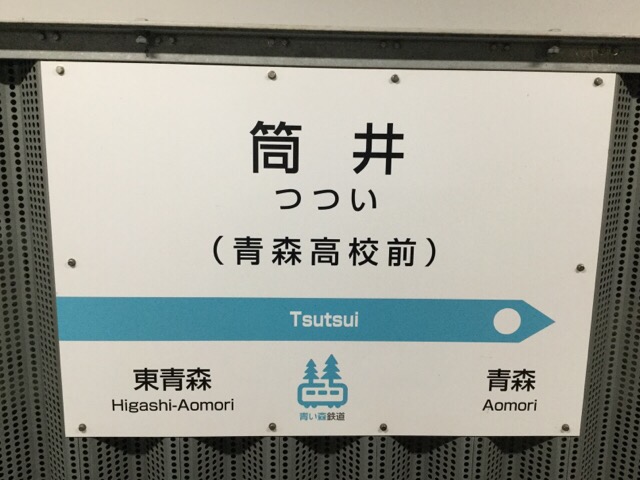 筒井
つつい
（青森高校前）
Tsutsui
東青森
Higashi-Aomori
青い森鉄道
青森
Aomori